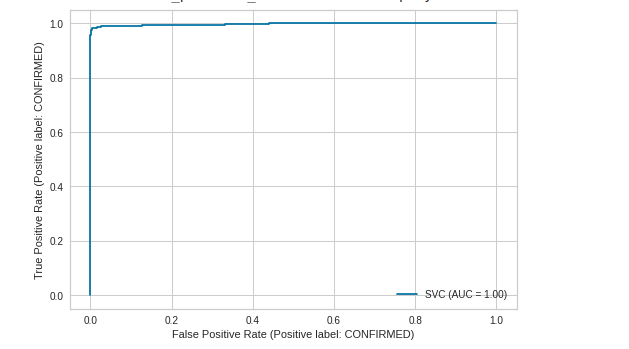 1.0
0.8
0.6
0.4
0.2
0.0
True Positive Rate (Positive label: CONFIRMED)
SVC (AUC = 1.00)
0.0 0.2 0.4 0.6 0.8 1.0
False Positive Rate (Positive label: CONFIRMED)